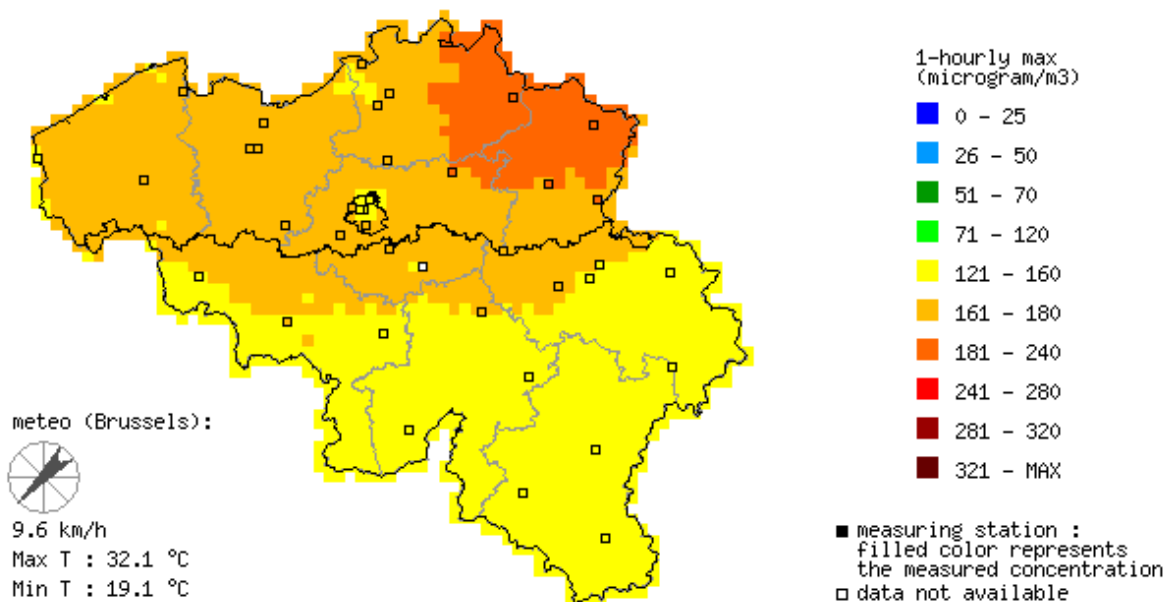 1-hourly max
(microgram/m3)
0 - 25
26 - 50
51 - 70
71 - 120
121 - 160
161 - 180
181 - 240
241 - 280
281 - 320
321 - MAX
meteo (Brussels):
9.6 km/h
Max T : 32.1 °C
Min T : 19.1 °C
measuring station :
filled color represents
the measured concentration
data not available